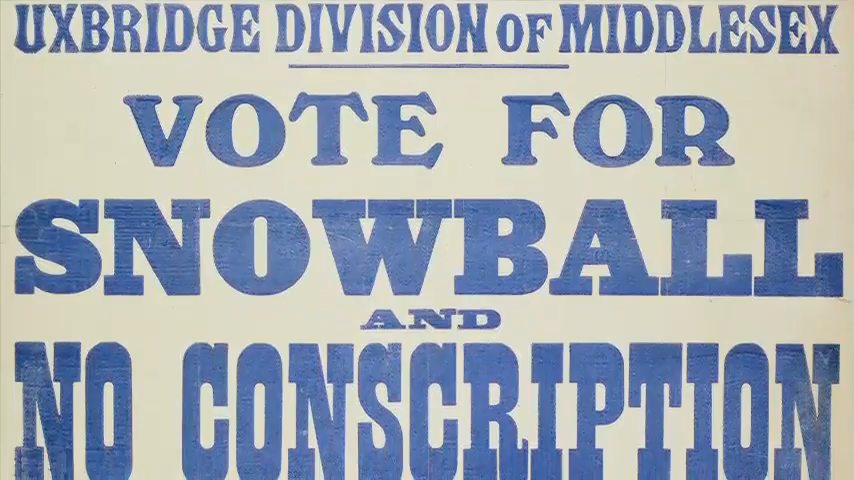 UXBRIDGE DIVISION OF MIDDLESEX
VOTE FOR
SNOWBALL
AND
NO CONSCRIPTION